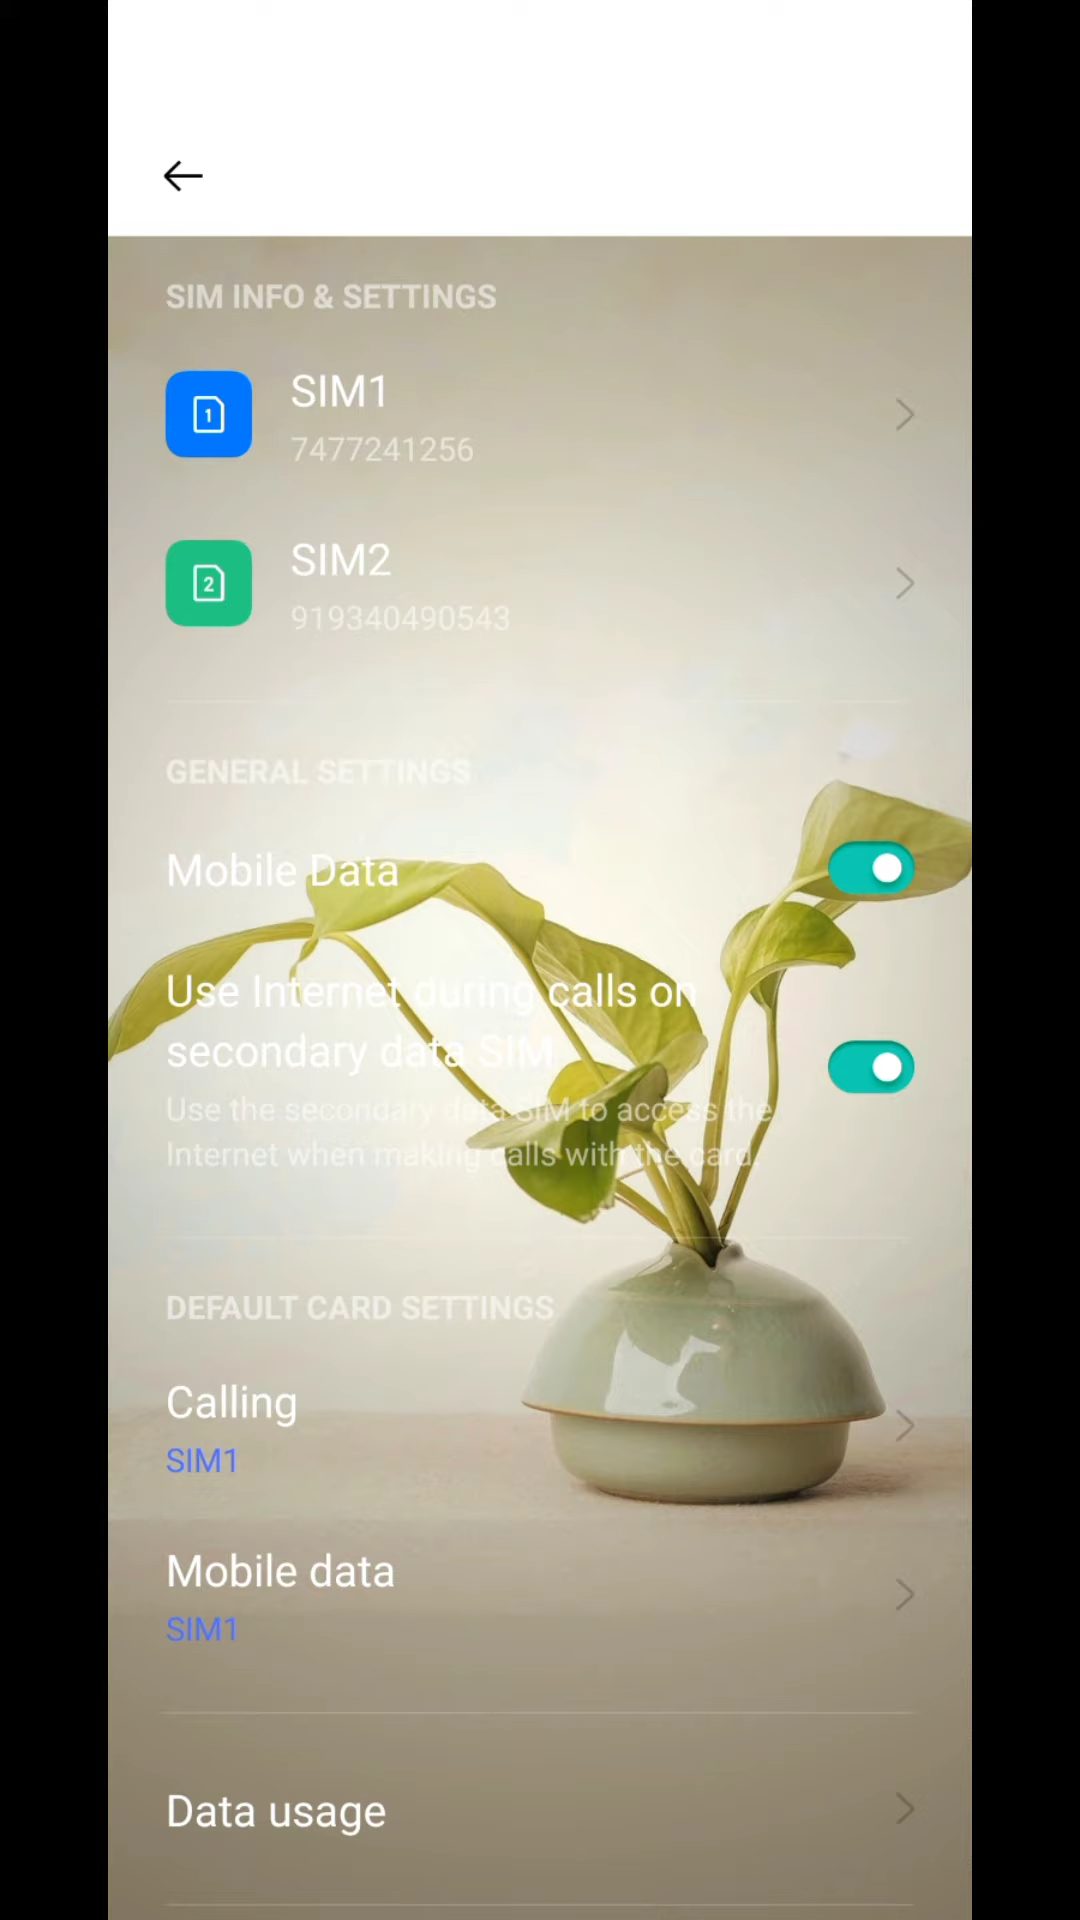 SIM INFO & SETTINGS
1
SIM1
7477241256
2
SIM2
919340490543
GENERAL SETTINGS
Mobile Data
Use Internet during calls on
secondary data SIM
Use the secondary data SIM to access the
Internet when making calls with the card.
DEFAULT CARD SETTINGS
Calling
SIM1
Mobile data
SIM1
Data usage